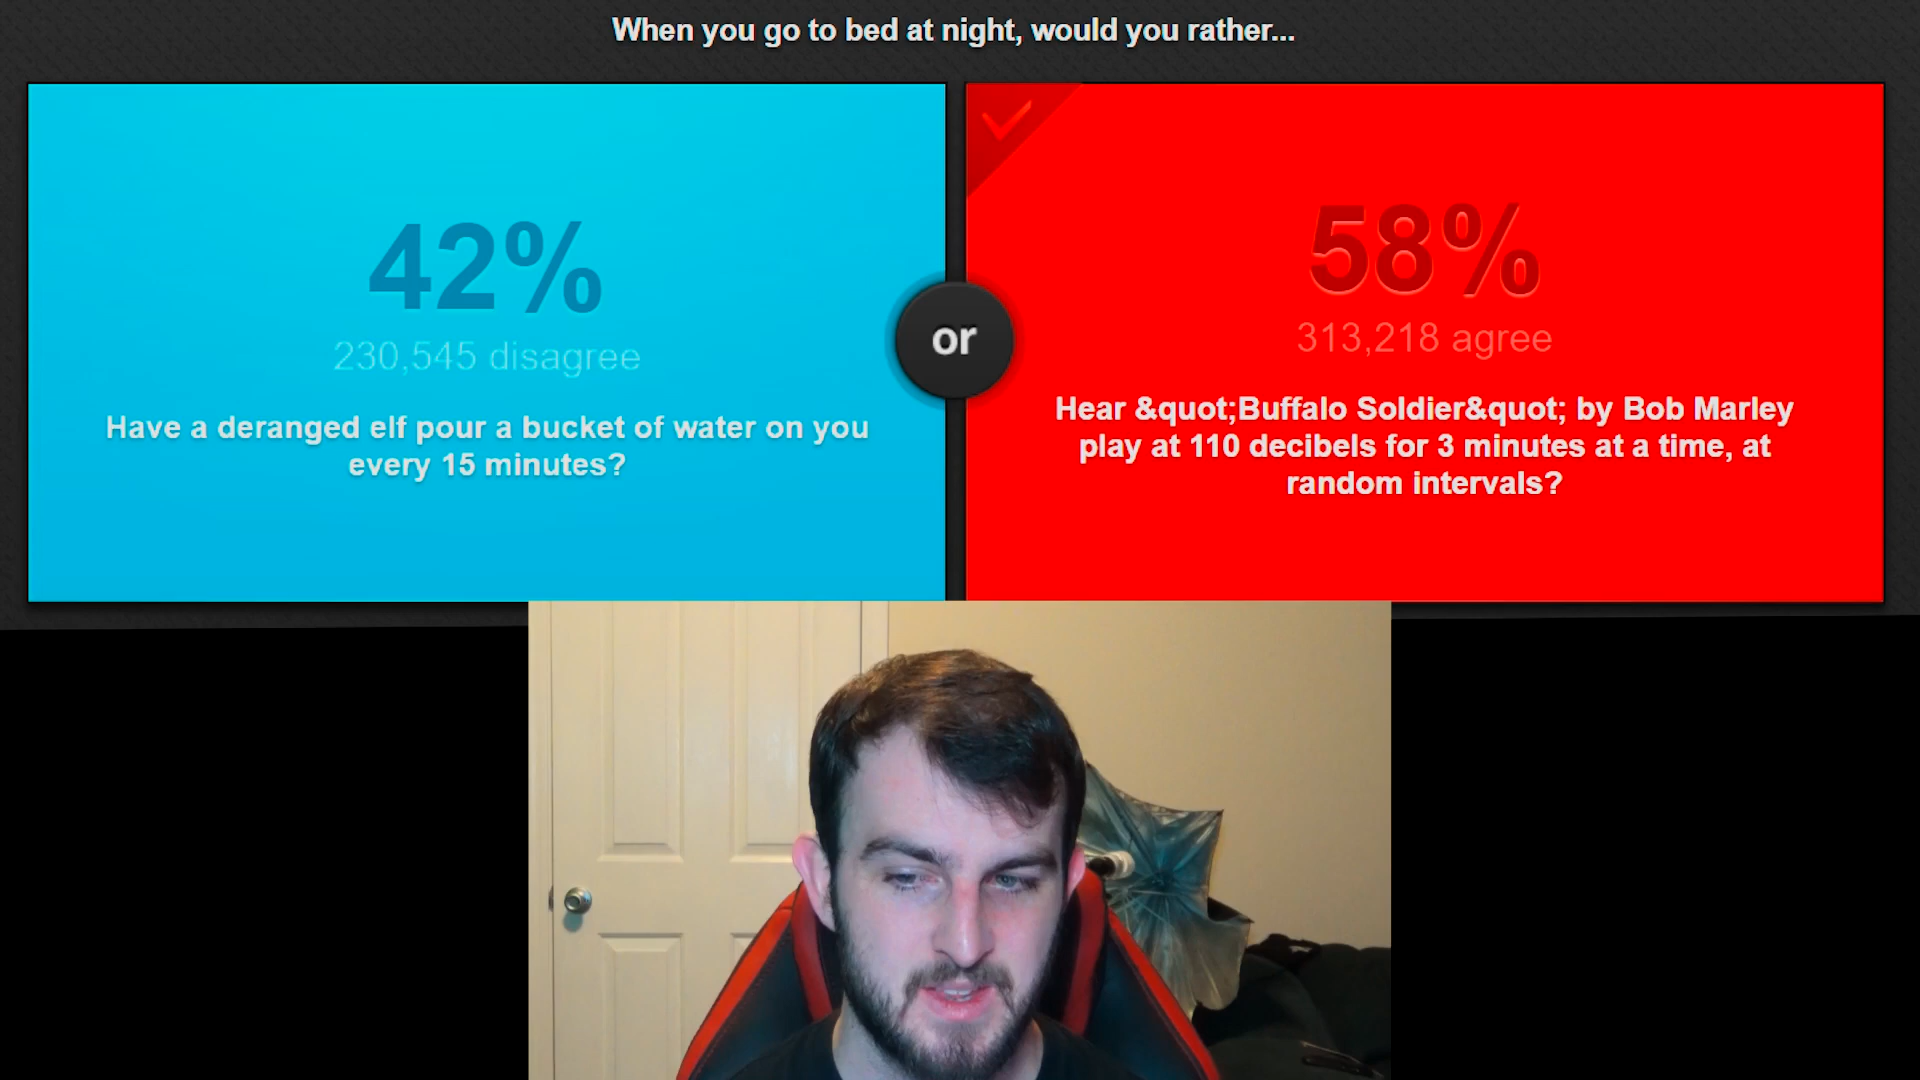 When you go to bed at night, would you rather...
42%
230,545 disagree
Have a deranged elf pour a bucket of water on you
every 15 minutes?
or
58%
313,218 agree
Hear &quot;Buffalo Soldier&quot; by Bob Marley
play at 110 decibels for 3 minutes at a time, at
random intervals?